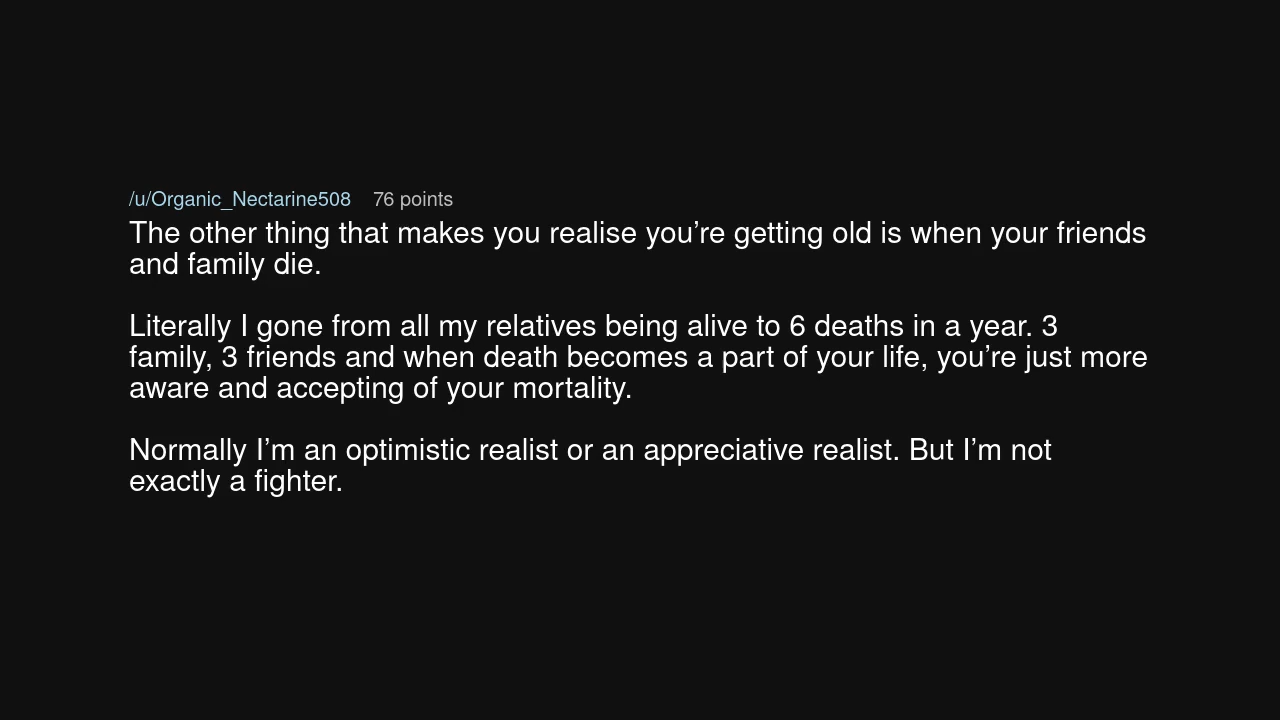 /u/Organic_Nectarine508 76 points
The other thing that makes you realise you’re getting old is when your friends
and family die.
Literally I gone from all my relatives being alive to 6 deaths in a year. 3
family, 3 friends and when death becomes a part of your life, you’re just more
aware and accepting of your mortality.
Normally I’m an optimistic realist or an appreciative realist. But I’m not
exactly a fighter.